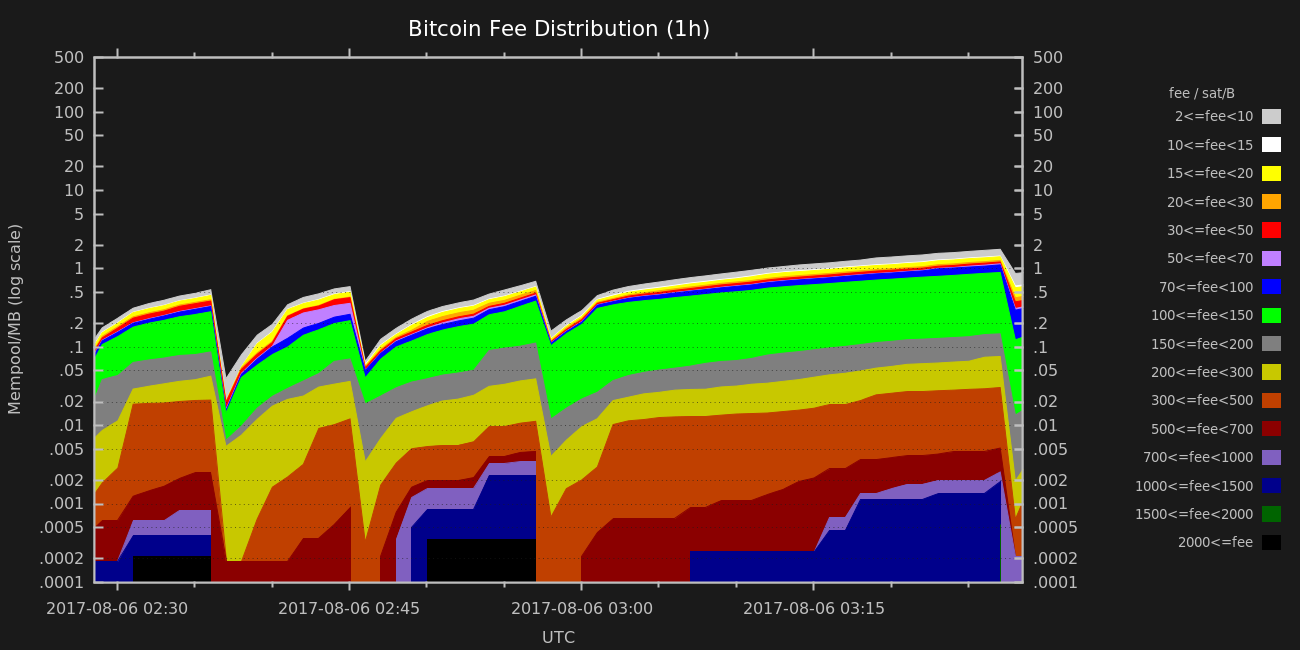 Bitcoin Fee Distribution (1h)
500 500
200 200
100 100
50 50
20 20
10 10
5 5
2 2
1 1
.5 .5
.2 .2
.1 .1
.05 .05
.02 .02
.01 .01
.005 .005
.002 .002
.001 .001
.0005 .0005
.0002 .0002
.0001 .0001
Mempool/MB (log scale)
2017-08-06 02:30 2017-08-06 02:45 2017-08-06 03:00 2017-08-06 03:15
UTC
fee / sat/B
2<=fee<10
10<=fee<15
15<=fee<20
20<=fee<30
30<=fee<50
50<=fee<70
70<=fee<100
100<=fee<150
150<=fee<200
200<=fee<300
300<=fee<500
500<=fee<700
700<=fee<1000
1000<=fee<1500
1500<=fee<2000
2000<=fee